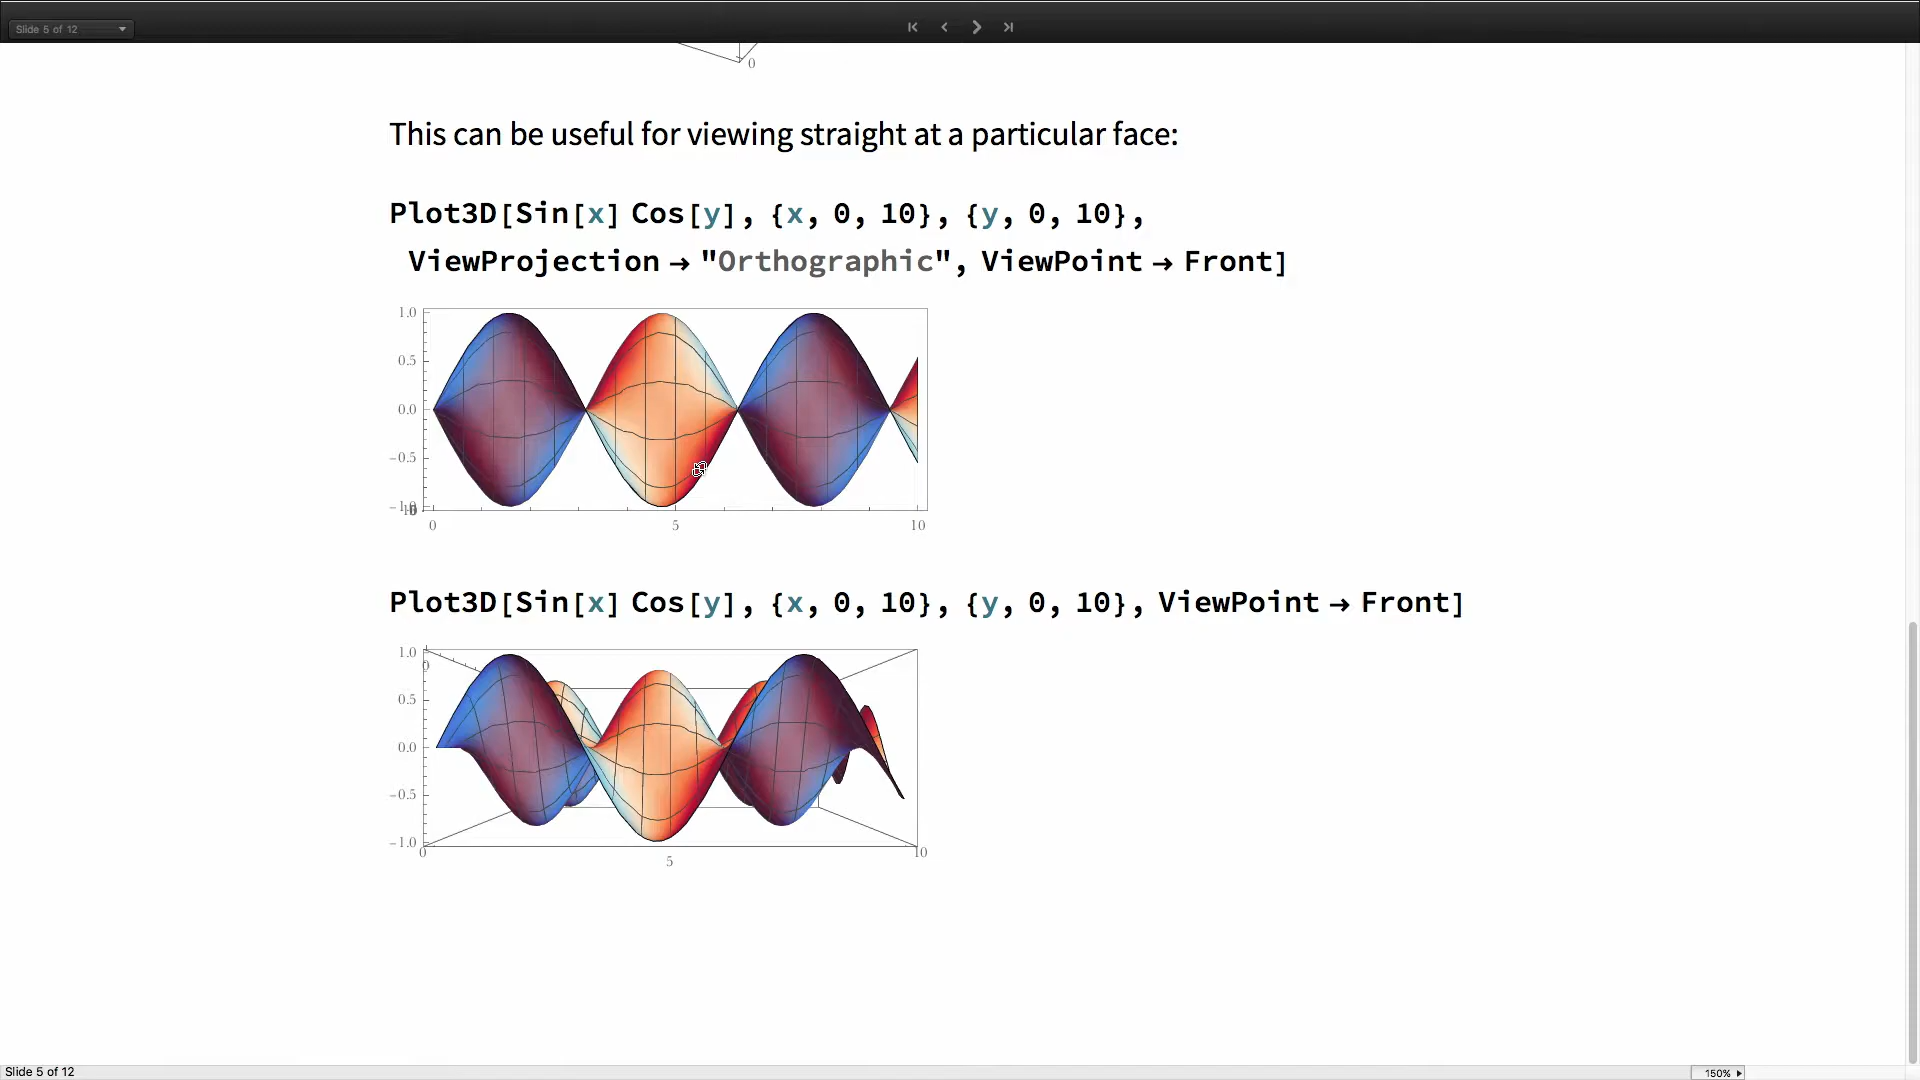 Slide 5 of 12
0
This can be useful for viewing straight at a particular face:
Plot3D[Sin[x] Cos[y], {x, 0, 10}, {y, 0, 10},
ViewProjection → "Orthographic", ViewPoint → Front]
1.0
0.5
0.0
-0.5
0 5 10
Plot3D[Sin[x] Cos[y], {x, 0, 10}, {y, 0, 10}, ViewPoint → Front]
1.0
0
0.5
0.0
-0.5
-1.0
0 5 10
Slide 5 of 12
150%